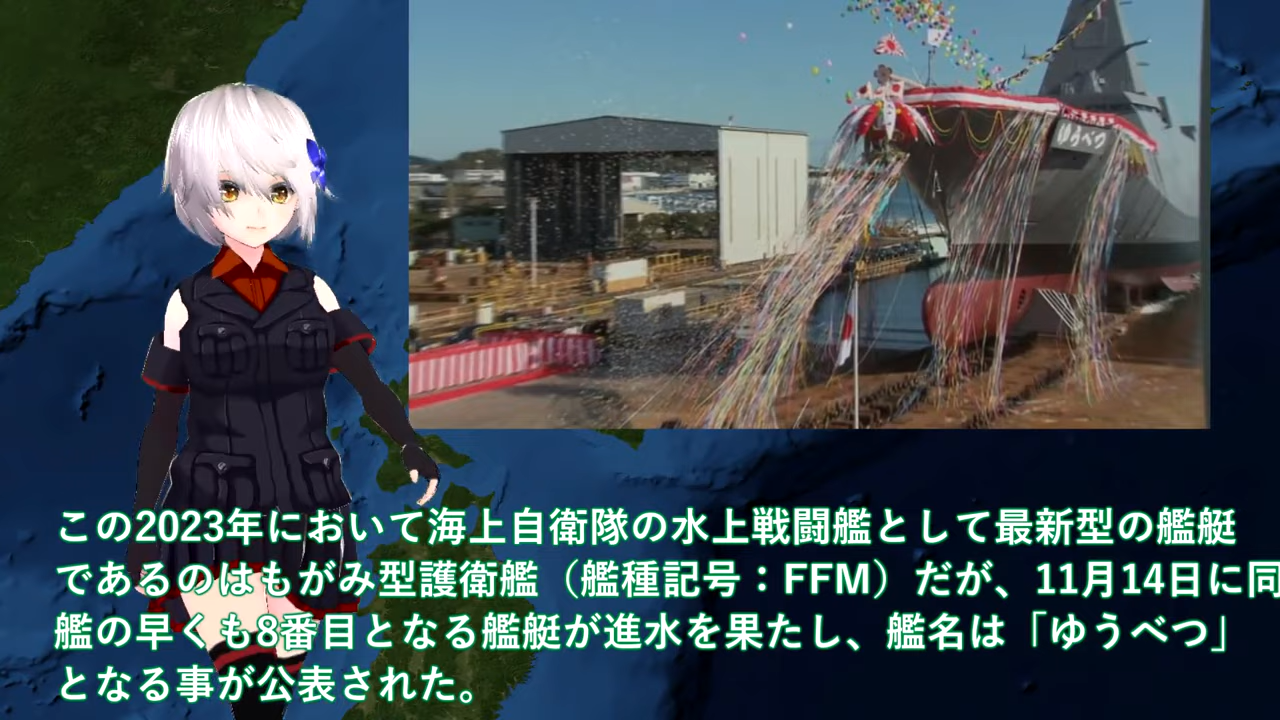 ゆうべつ
この2023年において海上自衛隊の水上戦闘艦として最新型の艦艇
であるのはもがみ型護衛艦（艦種記号：FFM）だが、11月14日に同
艦の早くも8番目となる艦艇が進水を果たし、艦名は「ゆうべつ」
となる事が公表された。